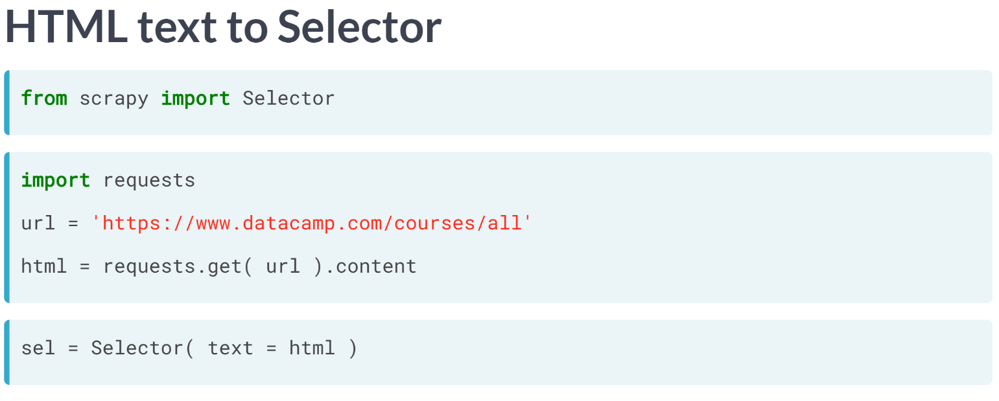 HTML text to Selector
from scrapy import Selector
import requests
url = 'https://www.datacamp.com/courses/all'
html = requests.get( url ).content
sel = Selector( text = html )